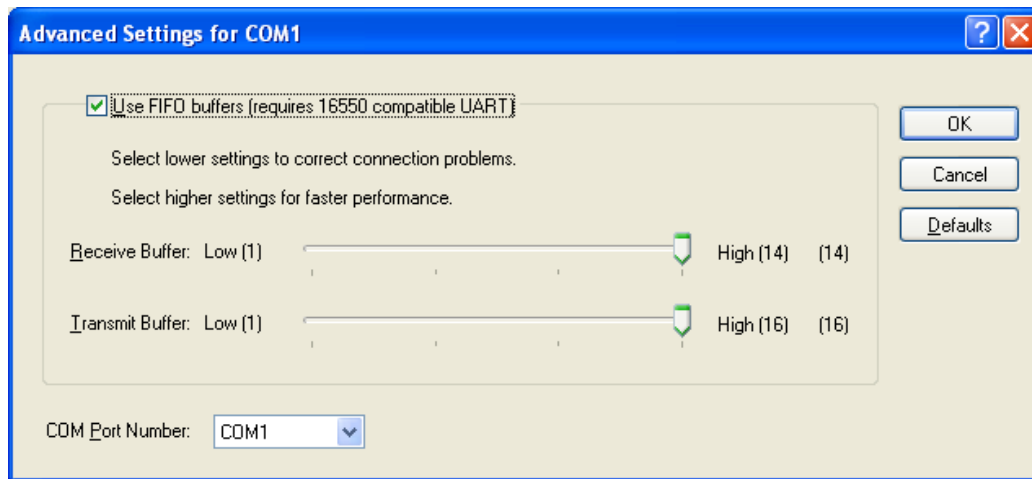 Advanced Settings for COM1
Use FIFO buffers (requires 16550 compatible UART)
Select lower settings to correct connection problems.
Select higher settings for faster performance.
Receive Buffer: Low (1) High (14) (14)
Transmit Buffer: Low (1) High (16) (16)
COM Port Number: COM1
OK
Cancel
Defaults